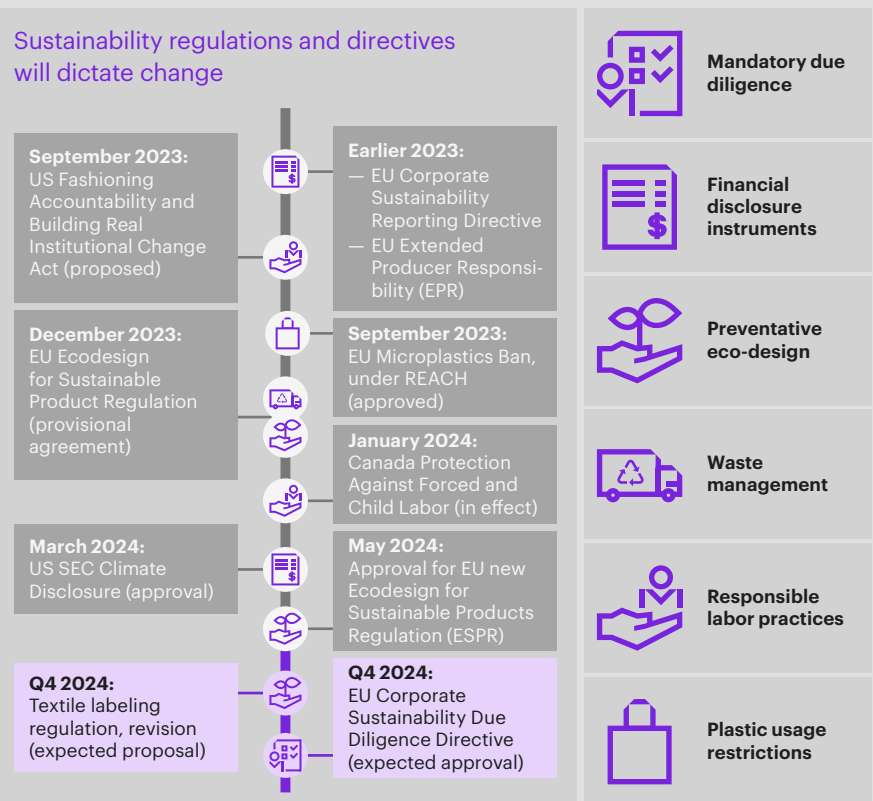 Sustainability regulations and directives
will dictate change
September 2023:
US Fashioning
Accountability and
Building Real
Institutional Change
Act (proposed)
Earlier 2023:
— EU Corporate
Sustainability
Reporting Directive
— EU Extended
Producer Responsi-
bility (EPR)
December 2023:
EU Ecodesign
for Sustainable
Product Regulation
(provisional
agreement)
September 2023:
EU Microplastics Ban,
under REACH
(approved)
January 2024:
Canada Protection
Against Forced and
Child Labor (in effect)
March 2024:
US SEC Climate
Disclosure (approval)
May 2024:
Approval for EU new
Ecodesign for
Sustainable Products
Regulation (ESPR)
Q4 2024:
Textile labeling
regulation, revision
(expected proposal)
Q4 2024:
EU Corporate
Sustainability Due
Diligence Directive
(expected approval)
Mandatory due
diligence
$
Financial
disclosure
instruments
Preventative
eco-design
Waste
management
Responsible
labor practices
Plastic usage
restrictions